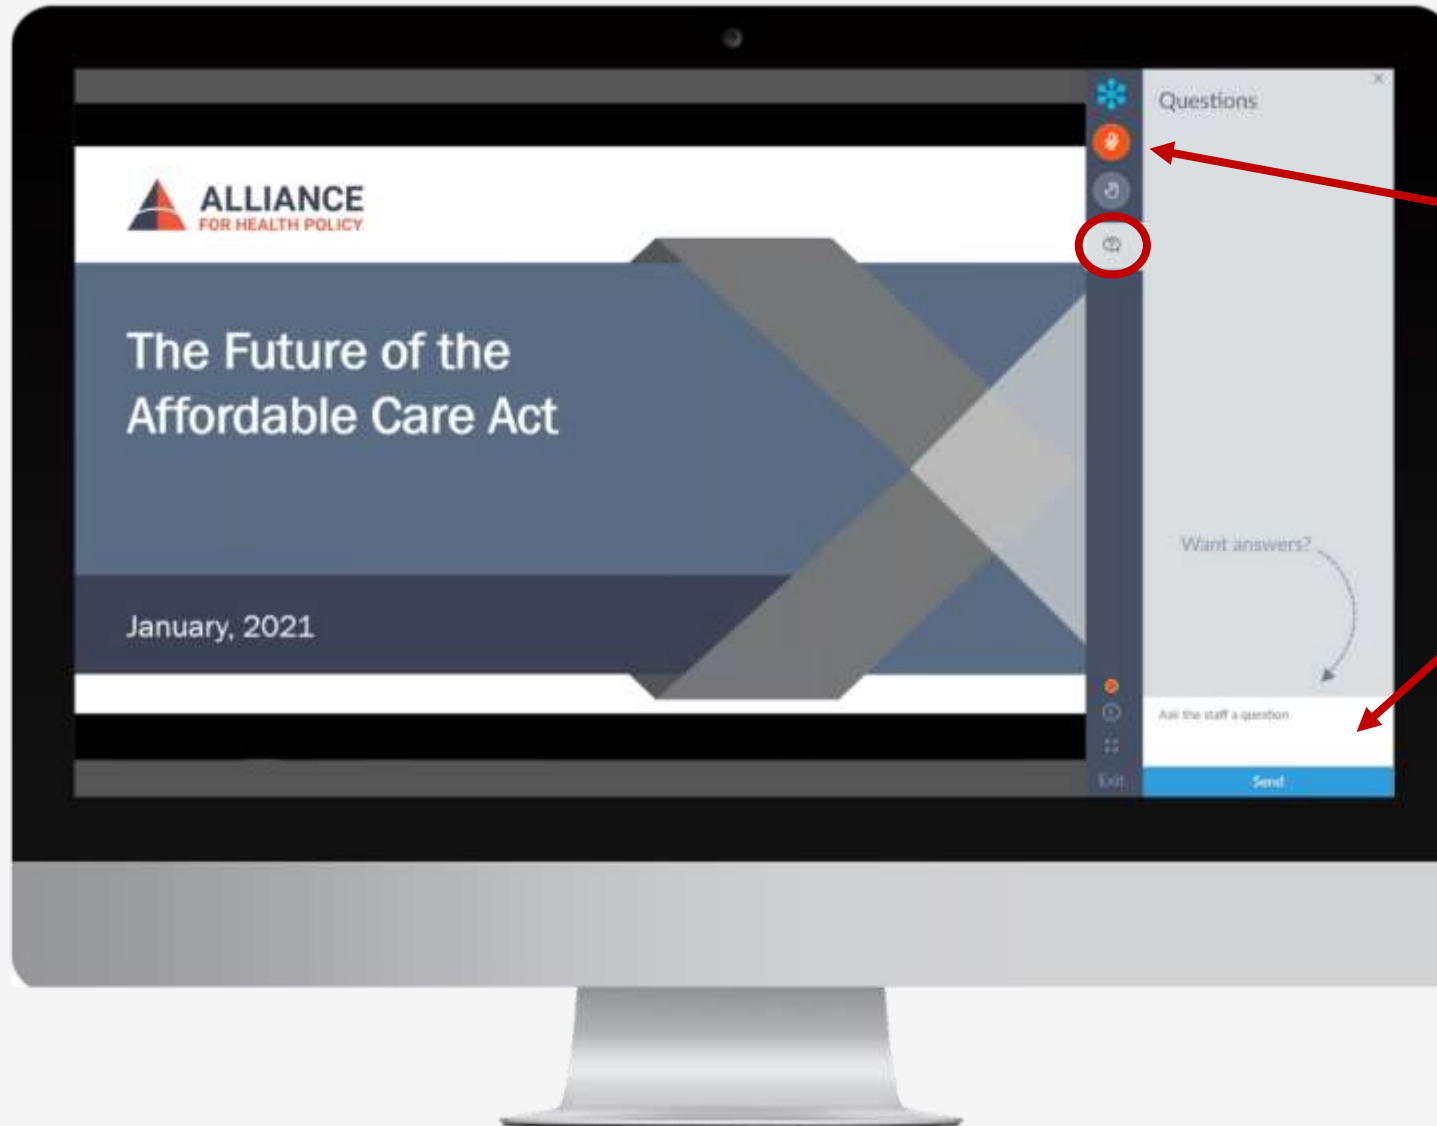 ALLIANCE
FOR HEALTH POLICY
The Future of the
Affordable Care Act
January, 2021
Questions
Want answers?
Ask the staff a question
Send
Exit